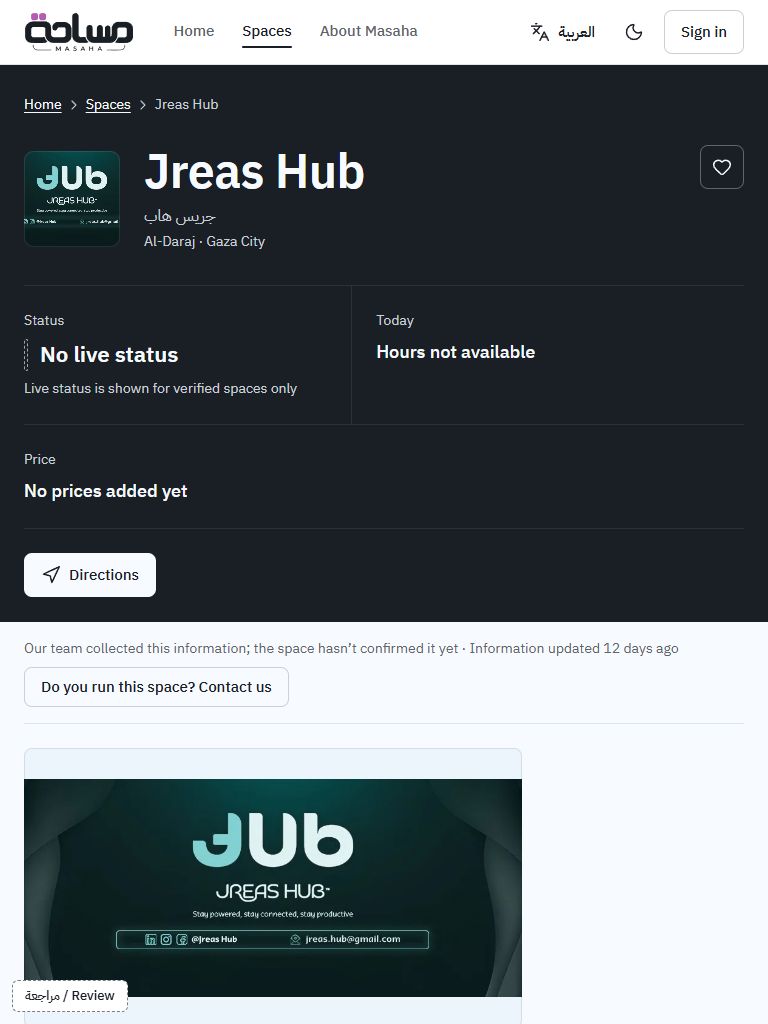 مساحة
MASAHA
Home
Spaces
About Masaha
العربية
Sign in
Home > Spaces > Jreas Hub
JUb
JREAS HUB
Jreas Hub
جريس هاب
Al-Daraj · Gaza City
Status
No live status
Live status is shown for verified spaces only
Today
Hours not available
Price
No prices added yet
Directions
Our team collected this information; the space hasn’t confirmed it yet · Information updated 12 days ago
Do you run this space? Contact us
JUb
JREAS HUB
Stay powered, stay connected, stay productive
@Jreas Hub
jreas.hub@gmail.com
مراجعة / Review